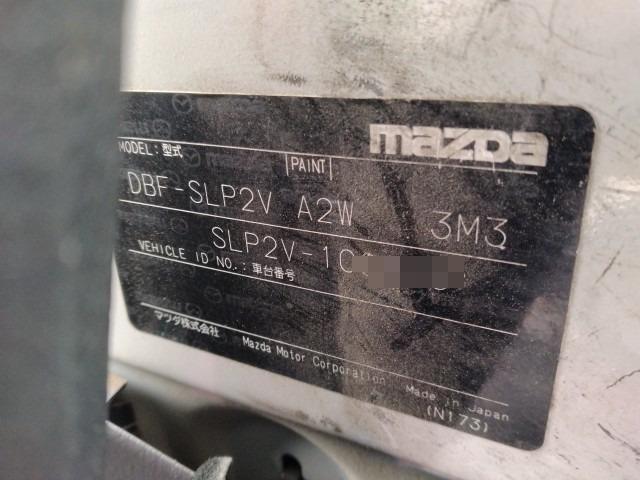 mazda
MODEL: 型式 PAINT
DBF-SLP2V A2W 3M3
SLP2V-10
VEHICLE ID NO.: 車台番号
マツダ株式会社 Mazda Motor Corporation Made in Japan
(N173)